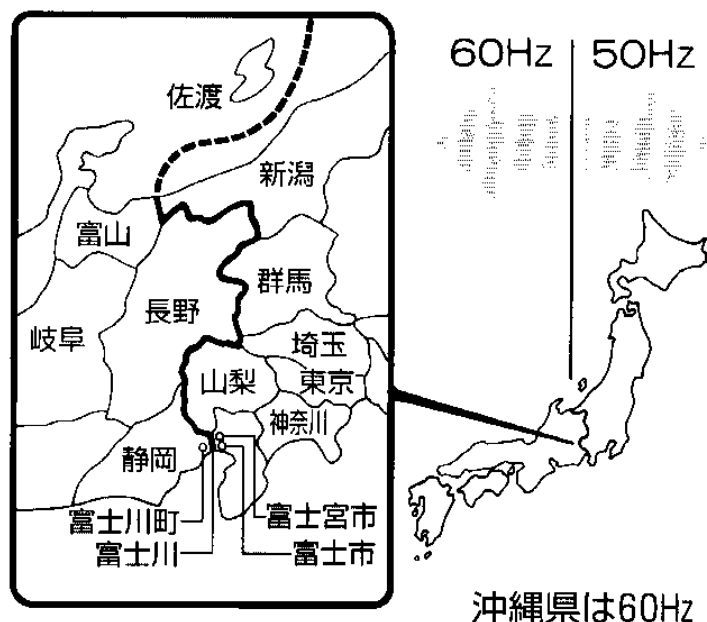 60Hz
50Hz
佐渡
新潟
富山
群馬
長野
岐阜
埼玉
山梨
東京
神奈川
静岡
富士川町
富士宮市
富士川
富士市
沖縄県は60Hz